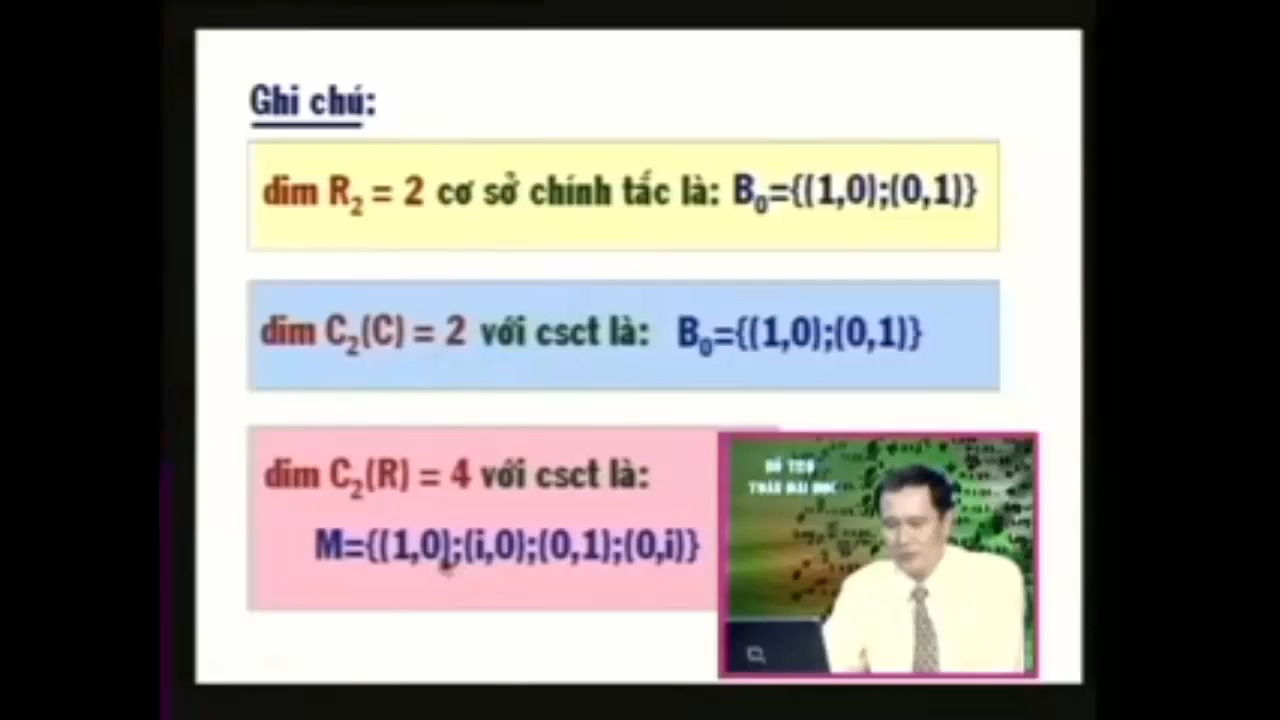 Ghi chú:
dim R₂ = 2 cơ sở chính tắc là: B₀={(1,0);(0,1)}
dim C₂(C) = 2 với csct là: B₀={(1,0);(0,1)}
dim C₂(R) = 4 với csct là:
M={(1,0);(i,0);(0,1);(0,i)}